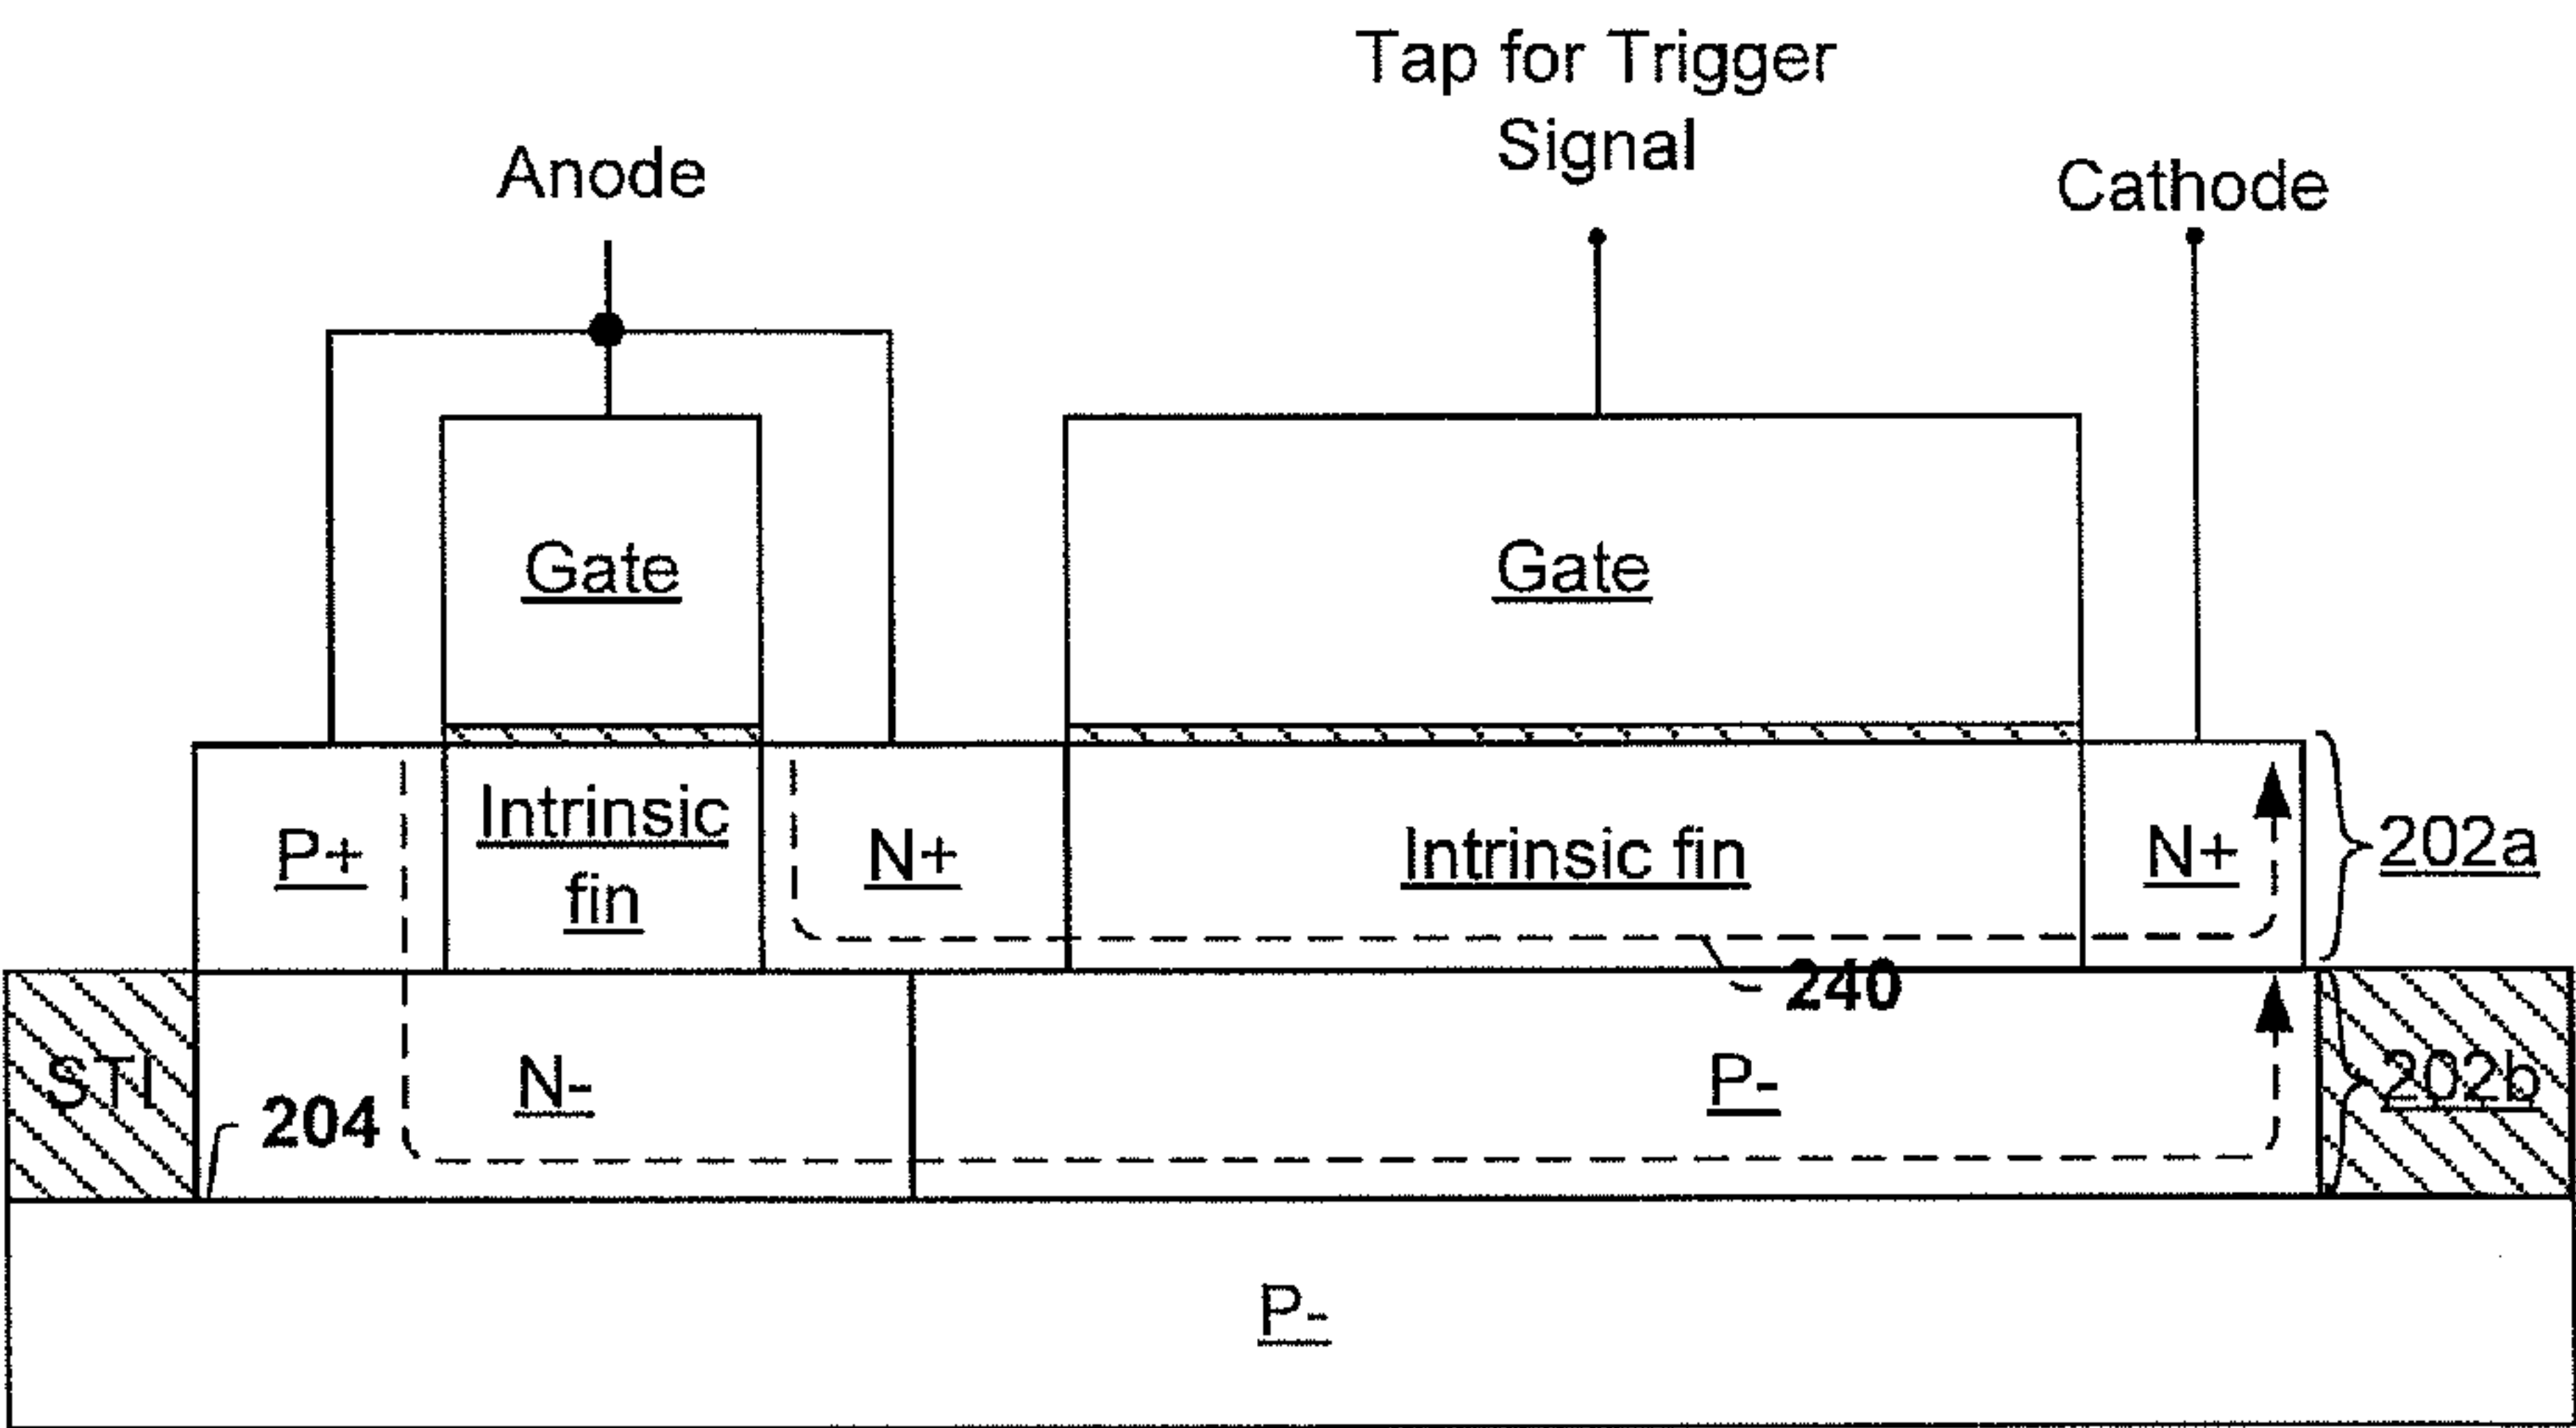 Tap for Trigger
Signal
Anode
Cathode
Gate
Gate
P+
Intrinsic
fin
N+
Intrinsic fin
N+
202a
240
STI
204
N-
P-
202b
P-